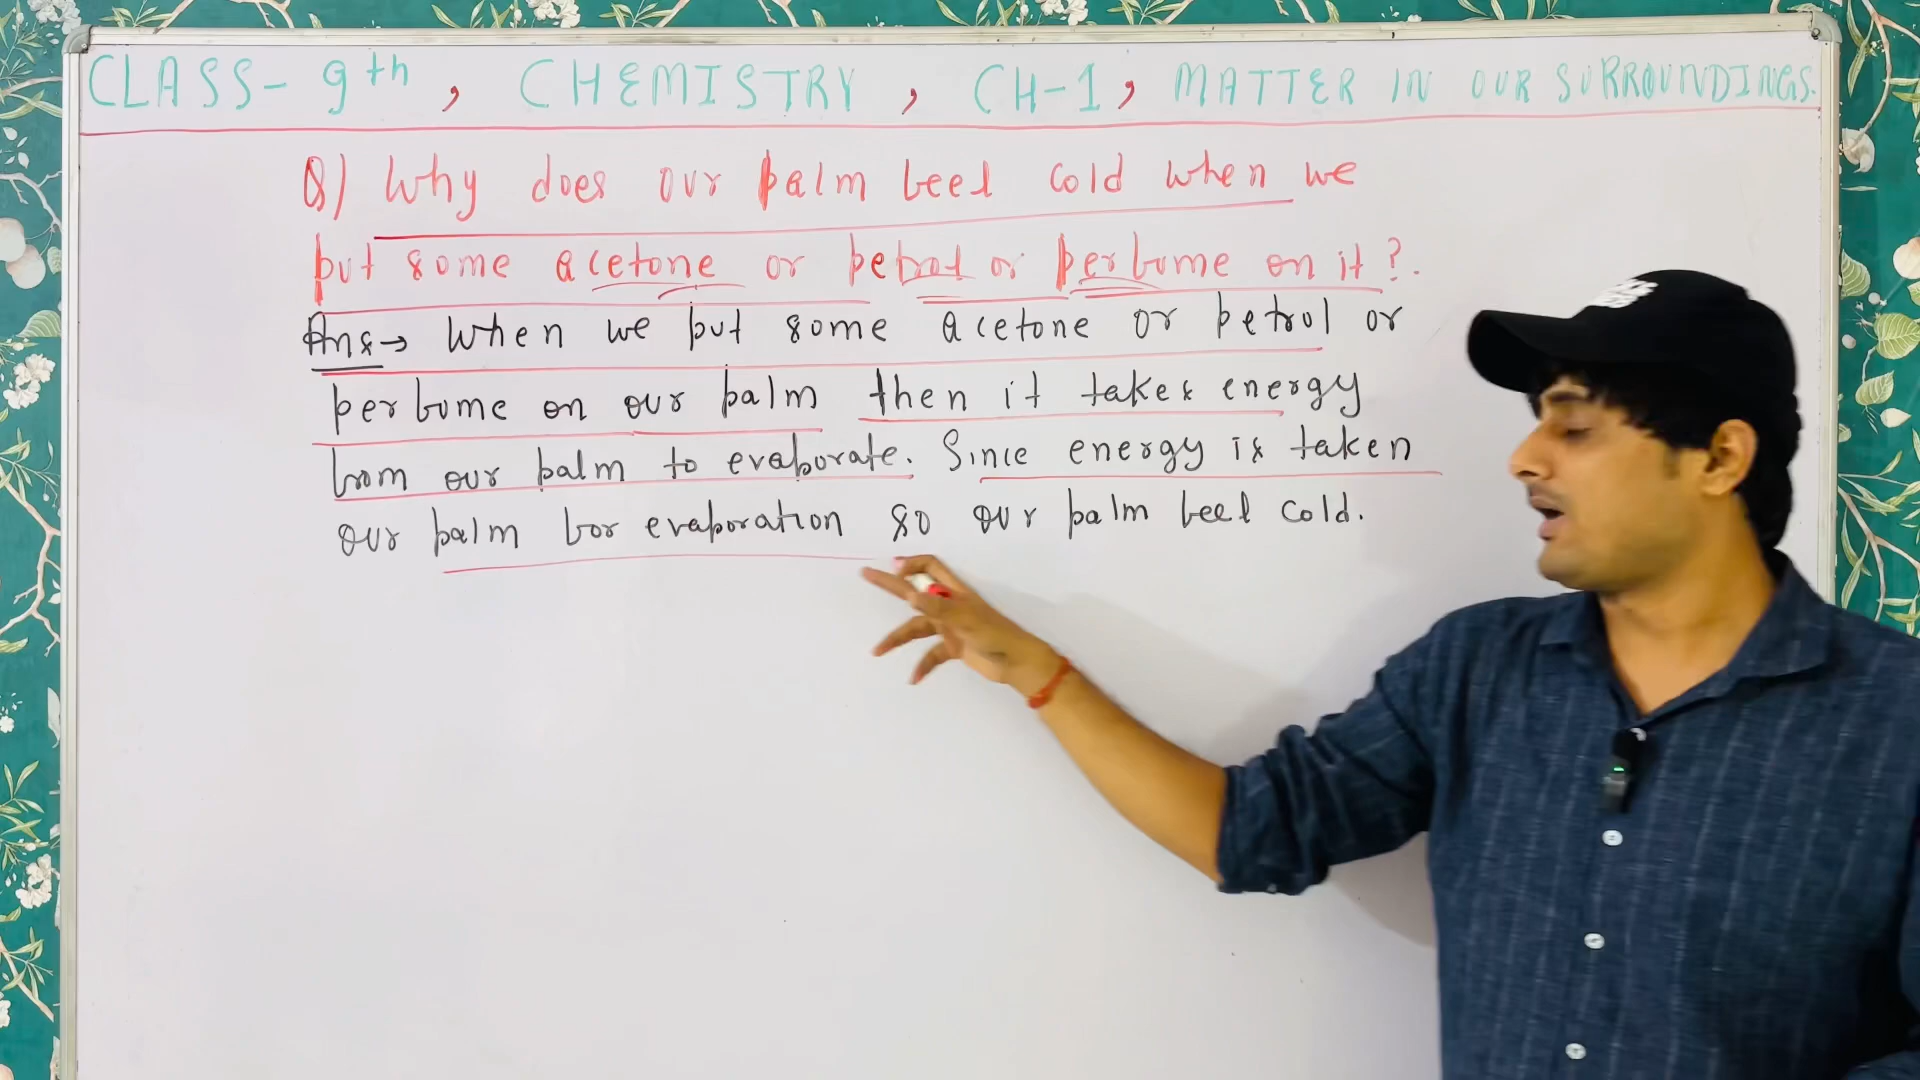 CLASS- 9th, CHEMISTRY, CH-1, MATTER IN OUR SURROUNDINGS.
Q) Why does our palm feel cold when we
put some acetone or petrol or perfume on it?.
Ans→ When we put some acetone or petrol or
perfume on our palm then it takes energy
from our palm to evaporate. Since energy is taken
our palm for evaporation so our palm feel cold.